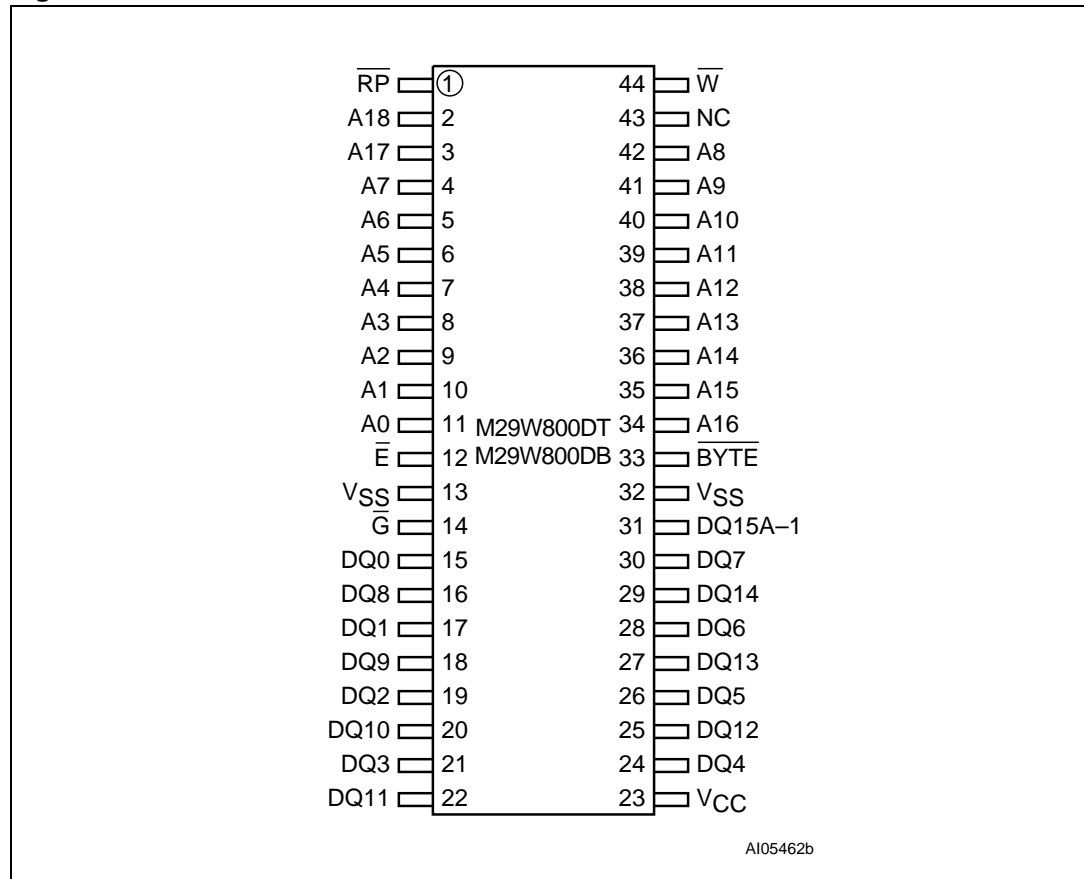 R̅P̅ 1 44 W̅
A18 2 43 NC
A17 3 42 A8
A7 4 41 A9
A6 5 40 A10
A5 6 39 A11
A4 7 38 A12
A3 8 37 A13
A2 9 36 A14
A1 10 35 A15
A0 11 M29W800DT 34 A16
E̅ 12 M29W800DB 33 B̅Y̅T̅E̅
VSS 13 32 VSS
G̅ 14 31 DQ15A–1
DQ0 15 30 DQ7
DQ8 16 29 DQ14
DQ1 17 28 DQ6
DQ9 18 27 DQ13
DQ2 19 26 DQ5
DQ10 20 25 DQ12
DQ3 21 24 DQ4
DQ11 22 23 VCC
AI05462b